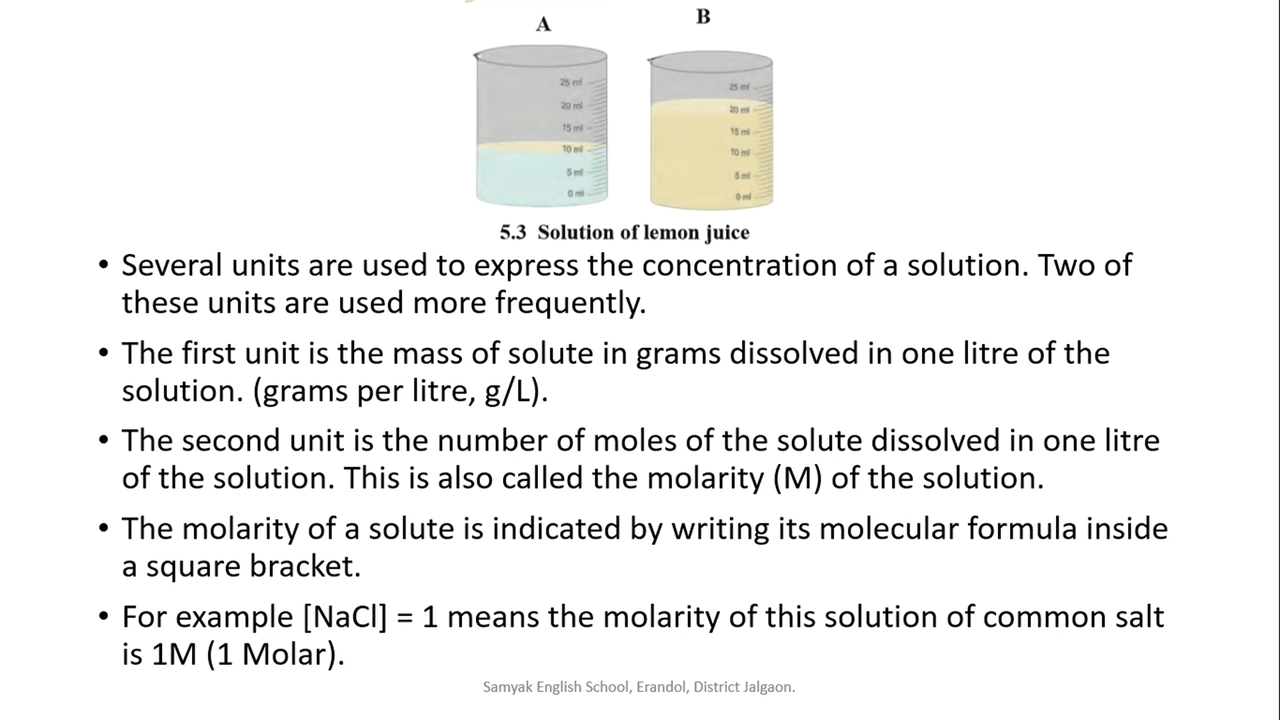 A
B
25 ml
20 ml
15 ml
10 ml
5 ml
0 ml
25 ml
20 ml
15 ml
10 ml
5 ml
0 ml
5.3 Solution of lemon juice
• Several units are used to express the concentration of a solution. Two of
these units are used more frequently.
• The first unit is the mass of solute in grams dissolved in one litre of the
solution. (grams per litre, g/L).
• The second unit is the number of moles of the solute dissolved in one litre
of the solution. This is also called the molarity (M) of the solution.
• The molarity of a solute is indicated by writing its molecular formula inside
a square bracket.
• For example [NaCl] = 1 means the molarity of this solution of common salt
is 1M (1 Molar).
Samyak English School, Erandol, District Jalgaon.